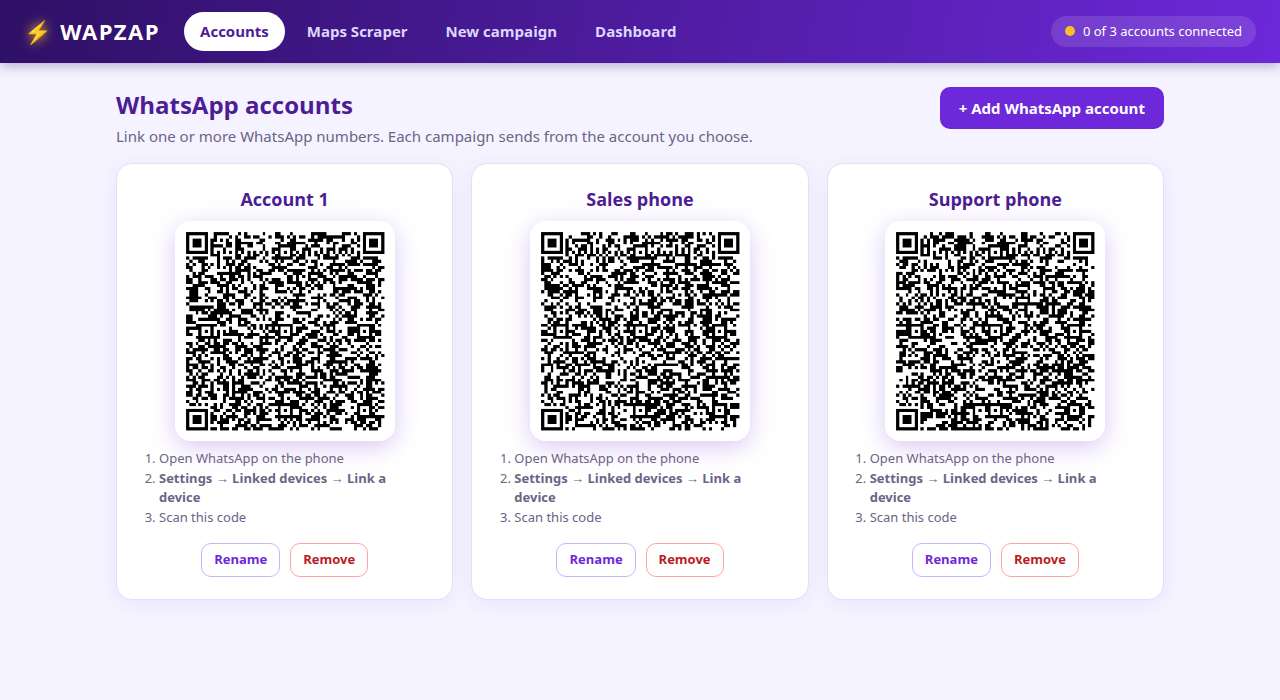 ⚡ WAPZAP
Accounts
Maps Scraper
New campaign
Dashboard
0 of 3 accounts connected
WhatsApp accounts
Link one or more WhatsApp numbers. Each campaign sends from the account you choose.
+ Add WhatsApp account
Account 1
1. Open WhatsApp on the phone
2. Settings → Linked devices → Link a
device
3. Scan this code
Rename
Remove
Sales phone
1. Open WhatsApp on the phone
2. Settings → Linked devices → Link a
device
3. Scan this code
Rename
Remove
Support phone
1. Open WhatsApp on the phone
2. Settings → Linked devices → Link a
device
3. Scan this code
Rename
Remove